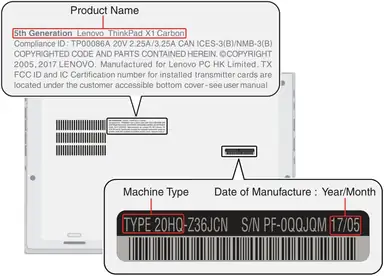 Product Name
5th Generation Lenovo ThinkPad X1 Carbon
Compliance ID : TP00086A 20V 2.25A/3.25A CAN ICES-3(B)/NMB-3(B)
COPYRIGHTED CODE AND PARTS CONTAINED HEREIN. ©COPYRIGHT
2005, 2017 LENOVO. Manufactured for Lenovo PC HK Limited. TX
FCC ID and IC Certification number for installed transmitter cards are
located under the customer accessible bottom cover - see user manual
Machine Type
Date of Manufacture : Year/Month
TYPE 20HQ-Z36JCN S/N PF-0QQJQM 17/05